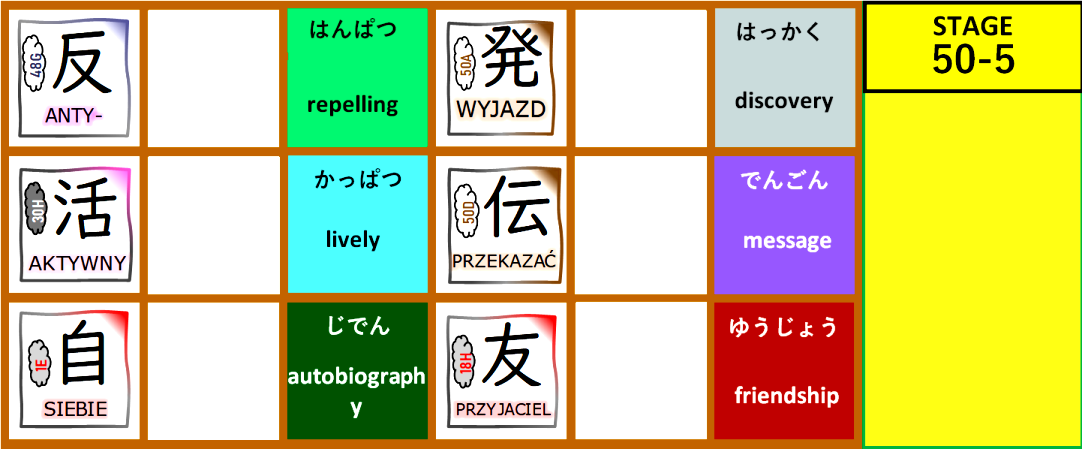 48G
反
ANTY-
はんぱつ
repelling
50A
発
WYJAZD
はっかく
discovery
STAGE
50-5
30H
活
AKTYWNY
かっぱつ
lively
50D
伝
PRZEKAZAĆ
でんごん
message
1E
自
SIEBIE
じでん
autobiograph
y
18H
友
PRZYJACIEL
ゆうじょう
friendship